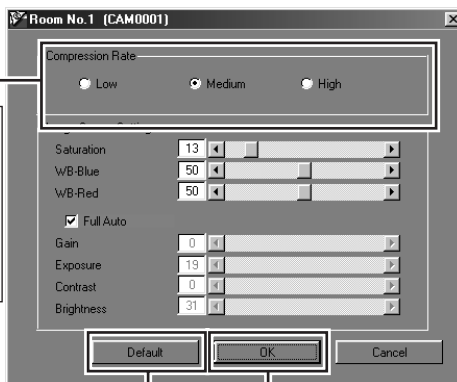 Room No.1 (CAM0001)
Compression Rate
Low Medium High
Saturation 13
WB-Blue 50
WB-Red 50
Full Auto
Gain 0
Exposure 19
Contrast 0
Brightness 31
Default OK Cancel